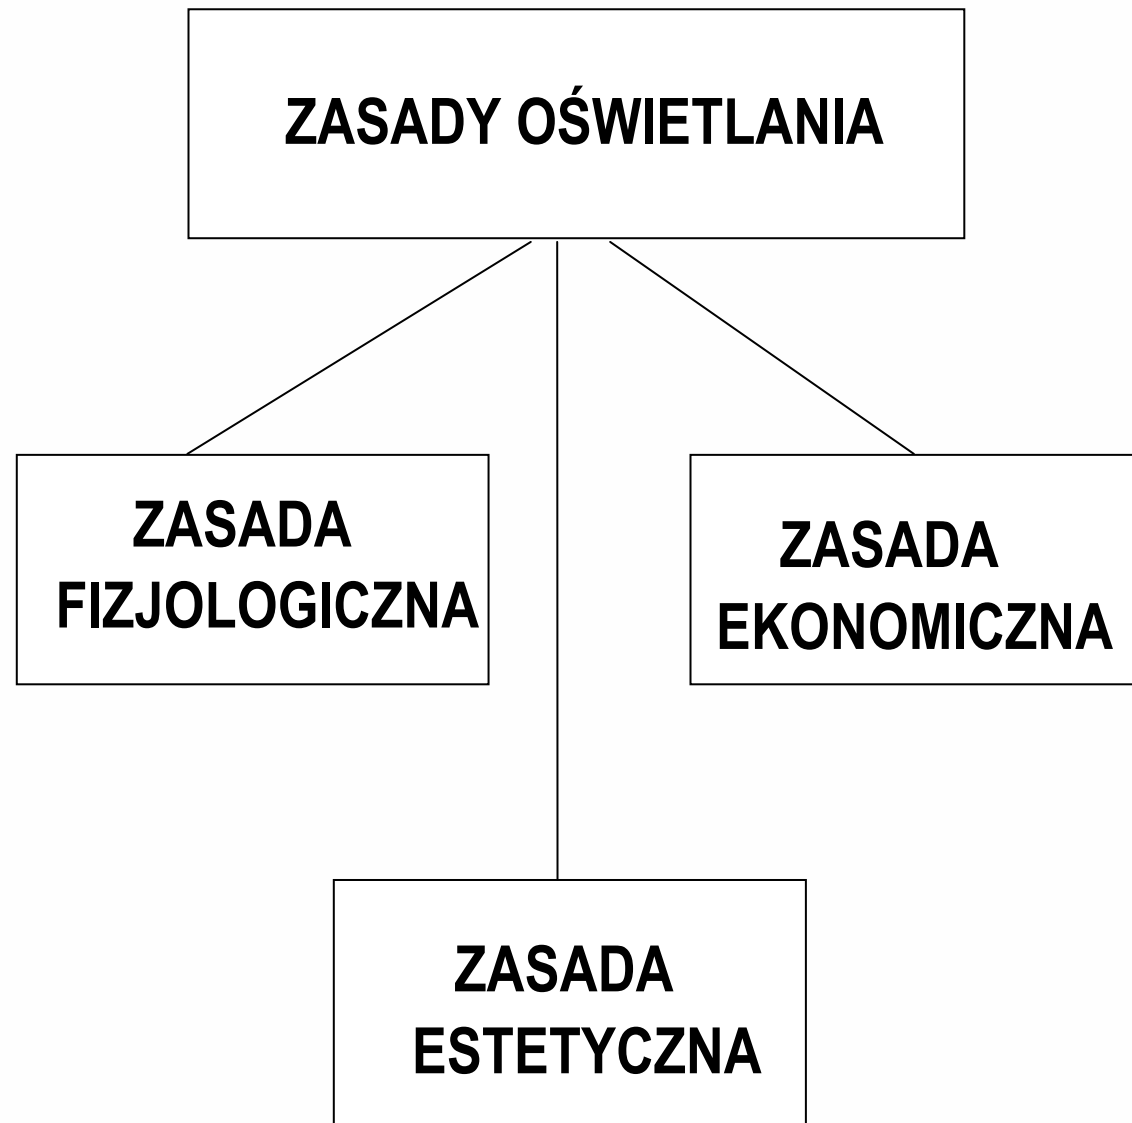 ZASADY OŚWIETLANIA
ZASADA
FIZJOLOGICZNA
ZASADA
EKONOMICZNA
ZASADA
ESTETYCZNA